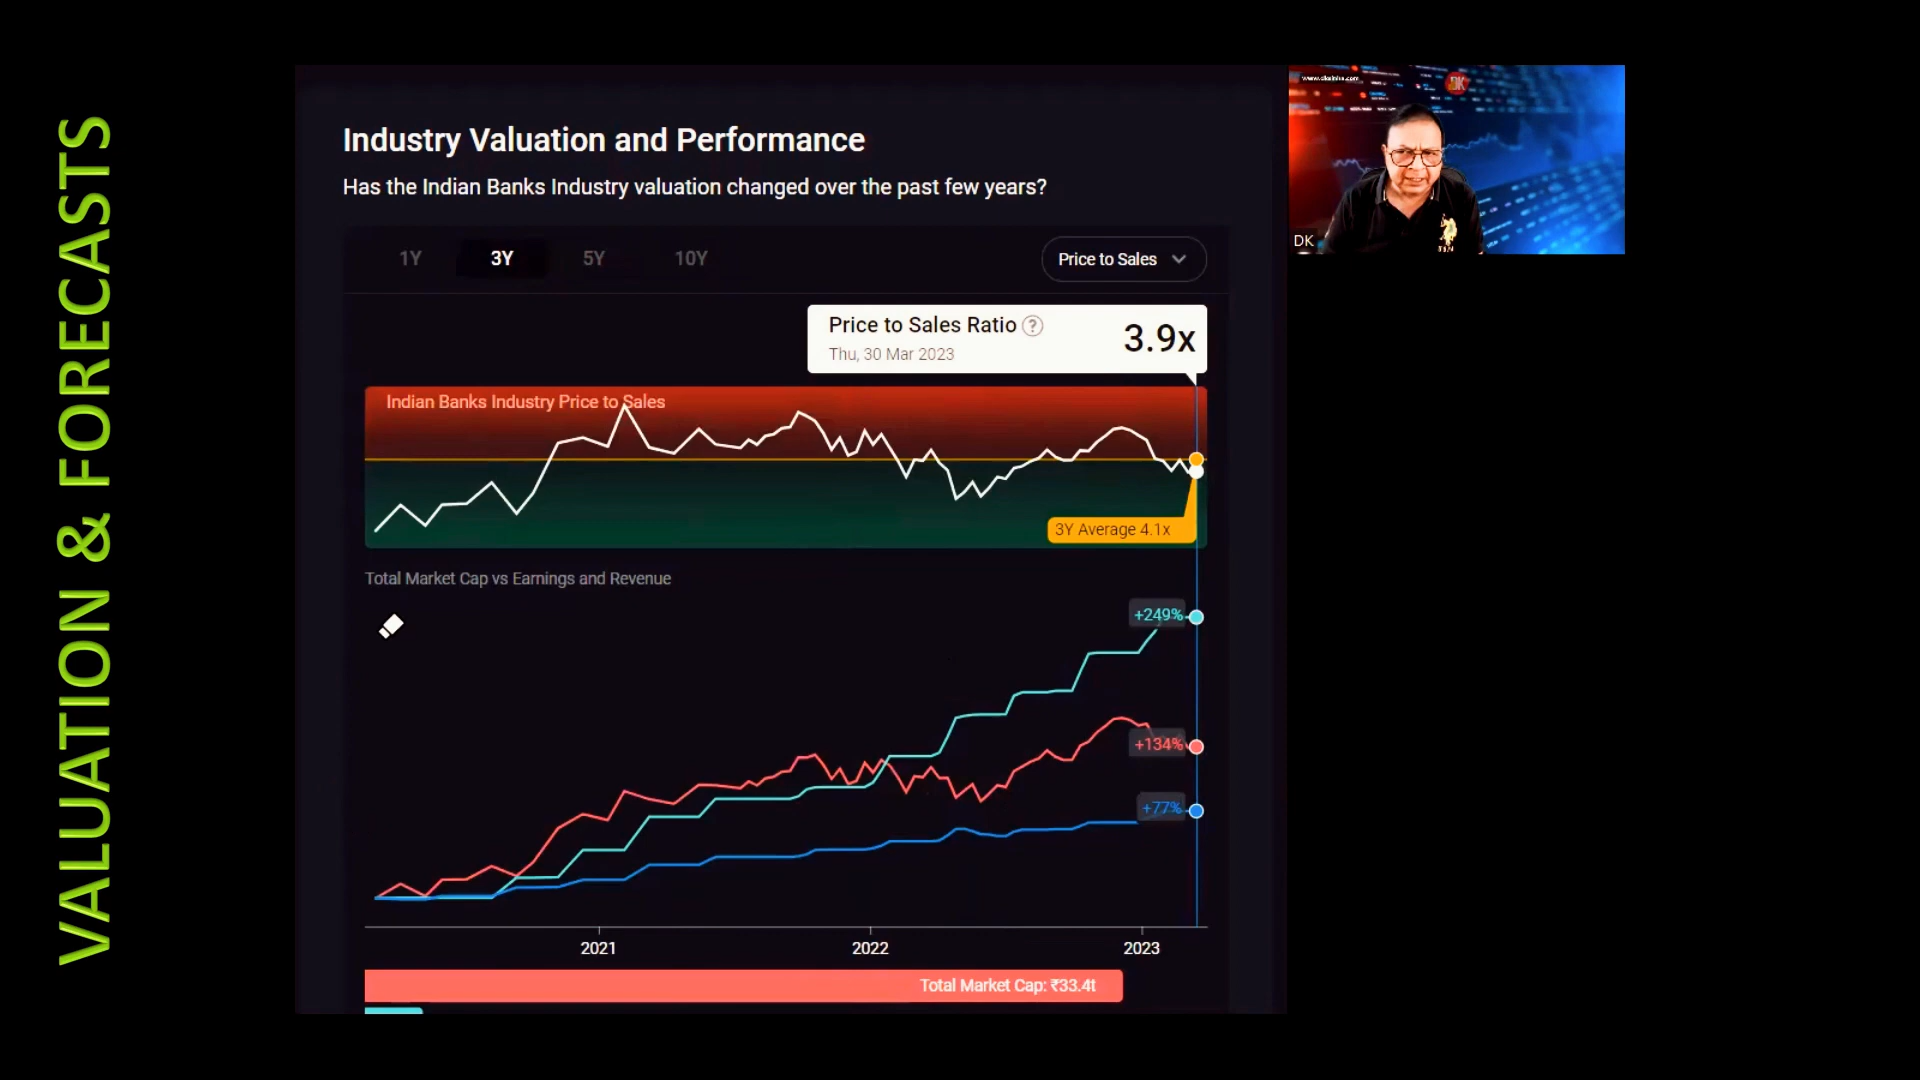 VALUATION & FORECASTS
Industry Valuation and Performance
Has the Indian Banks Industry valuation changed over the past few years?
1Y 3Y 5Y 10Y
Price to Sales
Price to Sales Ratio ?
3.9x
Thu, 30 Mar 2023
Indian Banks Industry Price to Sales
3Y Average 4.1x
Total Market Cap vs Earnings and Revenue
+249%
+134%
+77%
2021 2022 2023
Total Market Cap: ₹33.4t
DK
DK